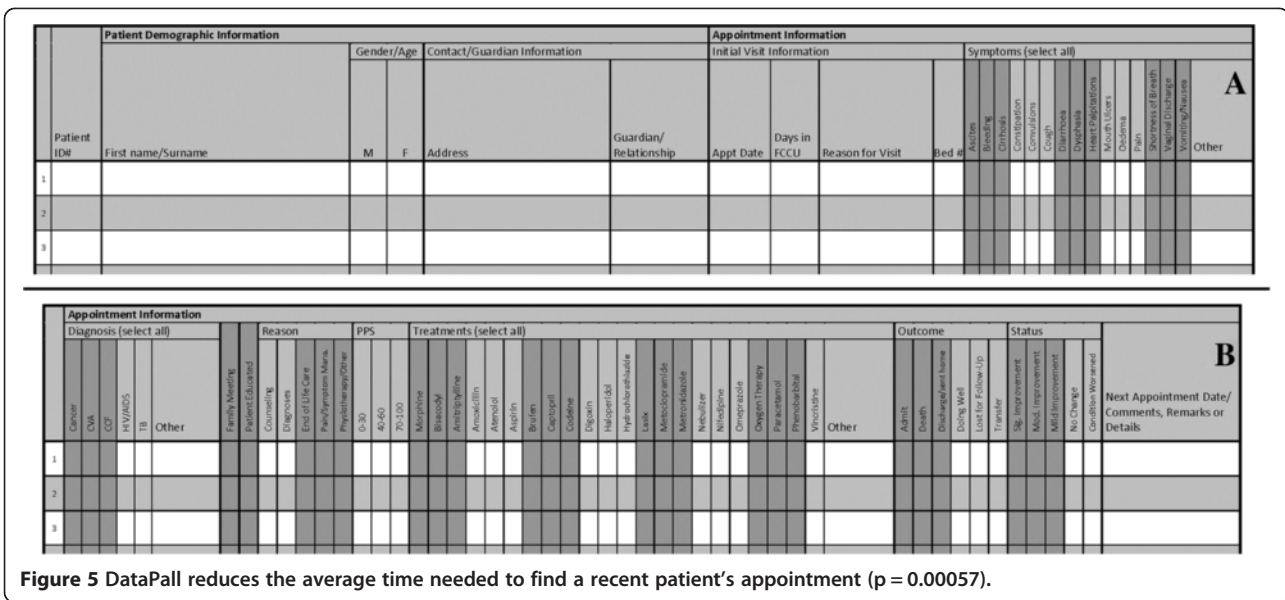 Patient Demographic Information Appointment Information
Gender/Age Contact/Guardian Information Initial Visit Information Symptoms (select all)
A
Patient ID# First name/Surname M F Address Guardian/ Relationship Appt Date Days in FCCU Reason for Visit Bed # Ascites Bleeding Cirrhosis Constipation Convulsions Cough Diarrhoea Dysphasia Heart Palpitations Mouth Ulcers Oedema Pain Shortness of Breath Vaginal Discharge Vomiting/Nausea Other
1
2
3
Appointment Information
Diagnosis (select all) Reason PPS Treatments (select all) Outcome Status
B
Cancer CVA CCF HIV/AIDS TB Other Family Meeting Patient Educated Counseling Diagnoses End of Life Care Pain/Symptom Mana. Physiotherapy/Other 0-30 40-60 70-100 Morphine Bisacodyl Amitriptyline Amoxicillin Atenolol Aspirin Brufen Captopril Codeine Digoxin Haloperidol Hydrochlorothiazide Lasix Metoclopramide Metronidazole Nebulizer Nifedipine Omeprazole Oxygen Therapy Paracetamol Phenobarbital Vincristine Other Admit Death Discharge/sent home Doing Well Lost for Follow-Up Transfer Sig. Improvement Mod. Improvement Mild Improvement No Change Condition Worsened Next Appointment Date/ Comments, Remarks or Details
1
2
3
Figure 5 DataPall reduces the average time needed to find a recent patient's appointment (p = 0.00057).